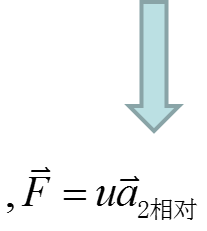 ,F⃗ = ua⃗₂相对